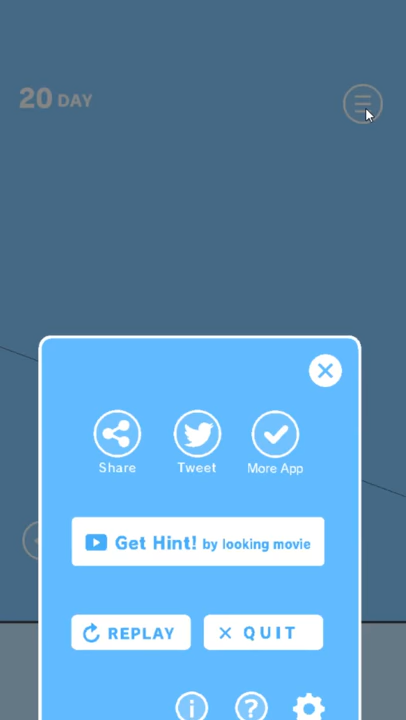 20 DAY
Share
Tweet
More App
Get Hint! by looking movie
REPLAY
QUIT